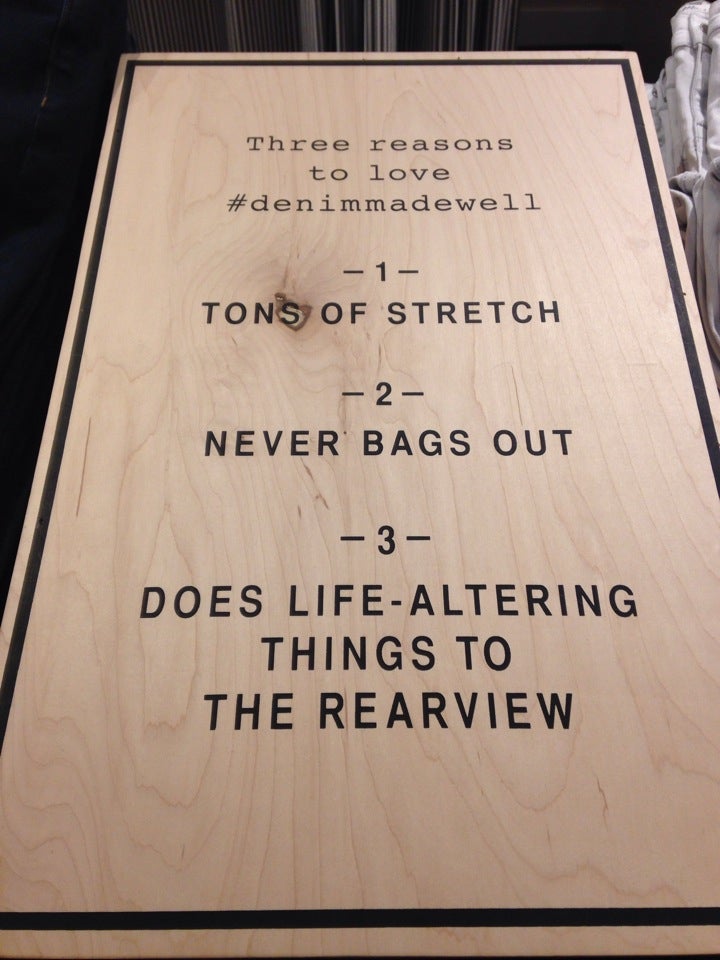 Three reasons
to love
#denimmadewell
—1—
TONS OF STRETCH
—2—
NEVER BAGS OUT
—3—
DOES LIFE-ALTERING
THINGS TO
THE REARVIEW